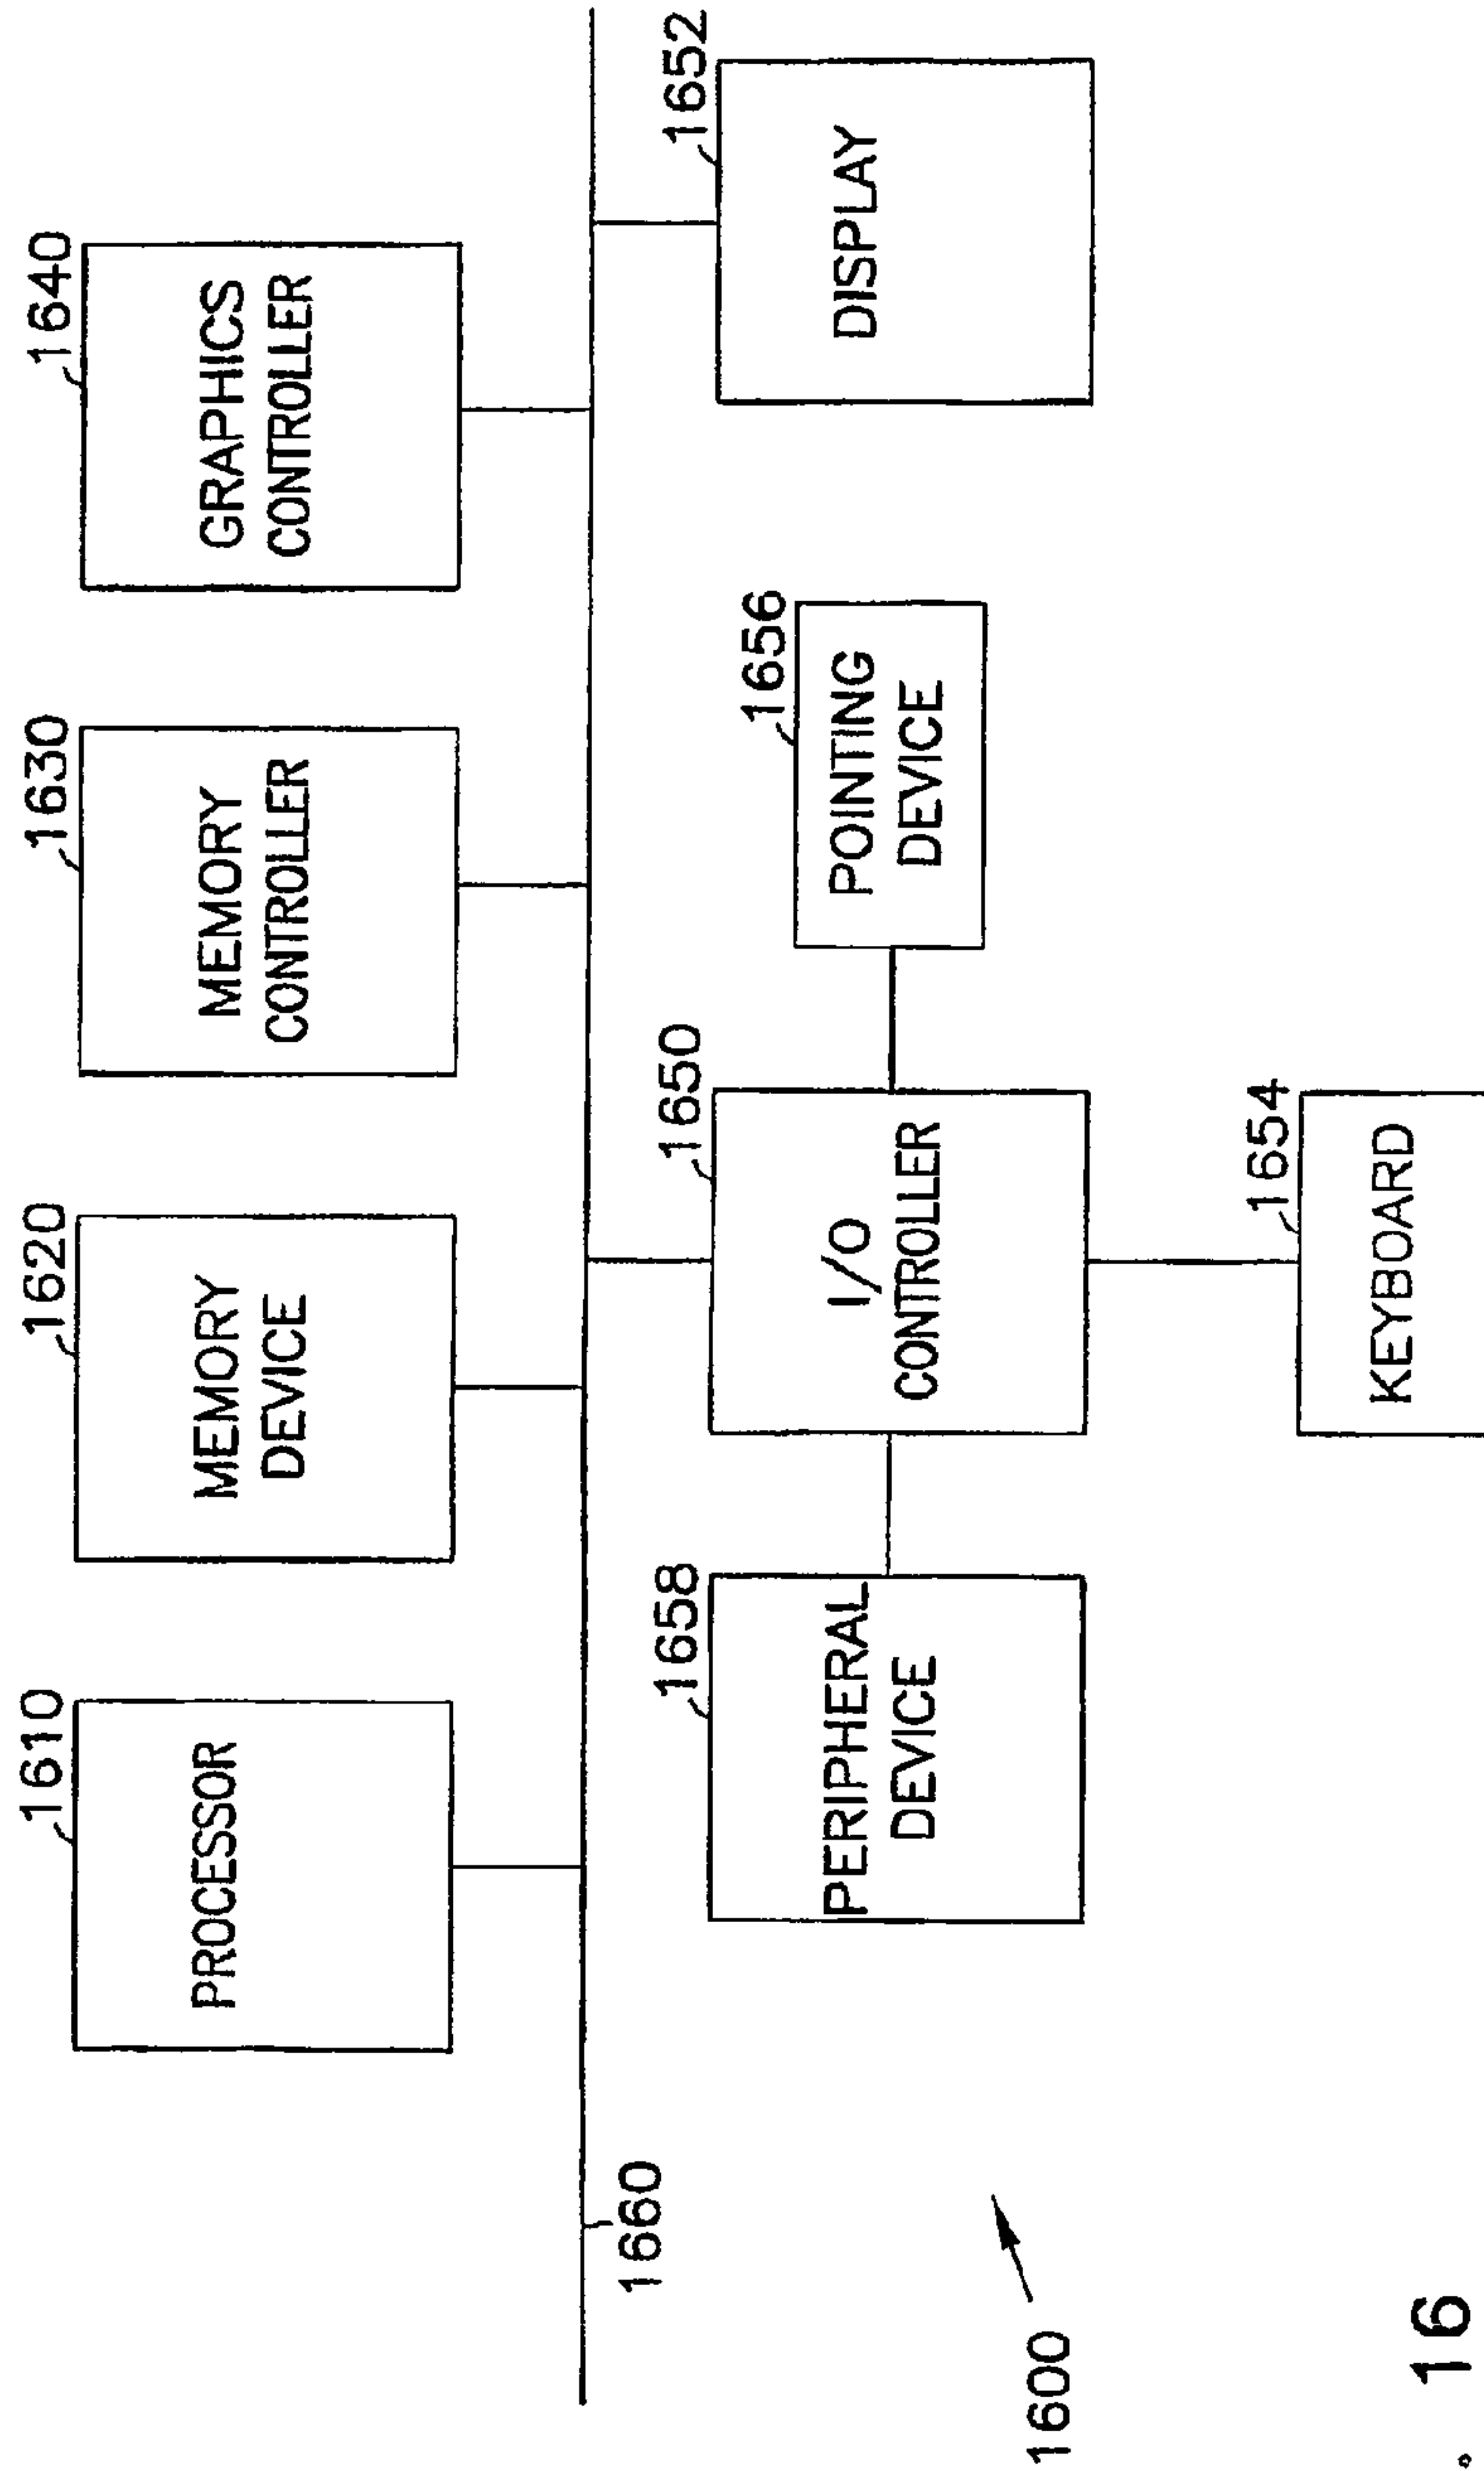 1610
PROCESSOR
1620
MEMORY
DEVICE
1630
MEMORY
CONTROLLER
1640
GRAPHICS
CONTROLLER
1660
1658
PERIPHERAL
DEVICE
1650
I/O
CONTROLLER
1656
POINTING
DEVICE
1652
DISPLAY
1600
1654
KEYBOARD
. 16